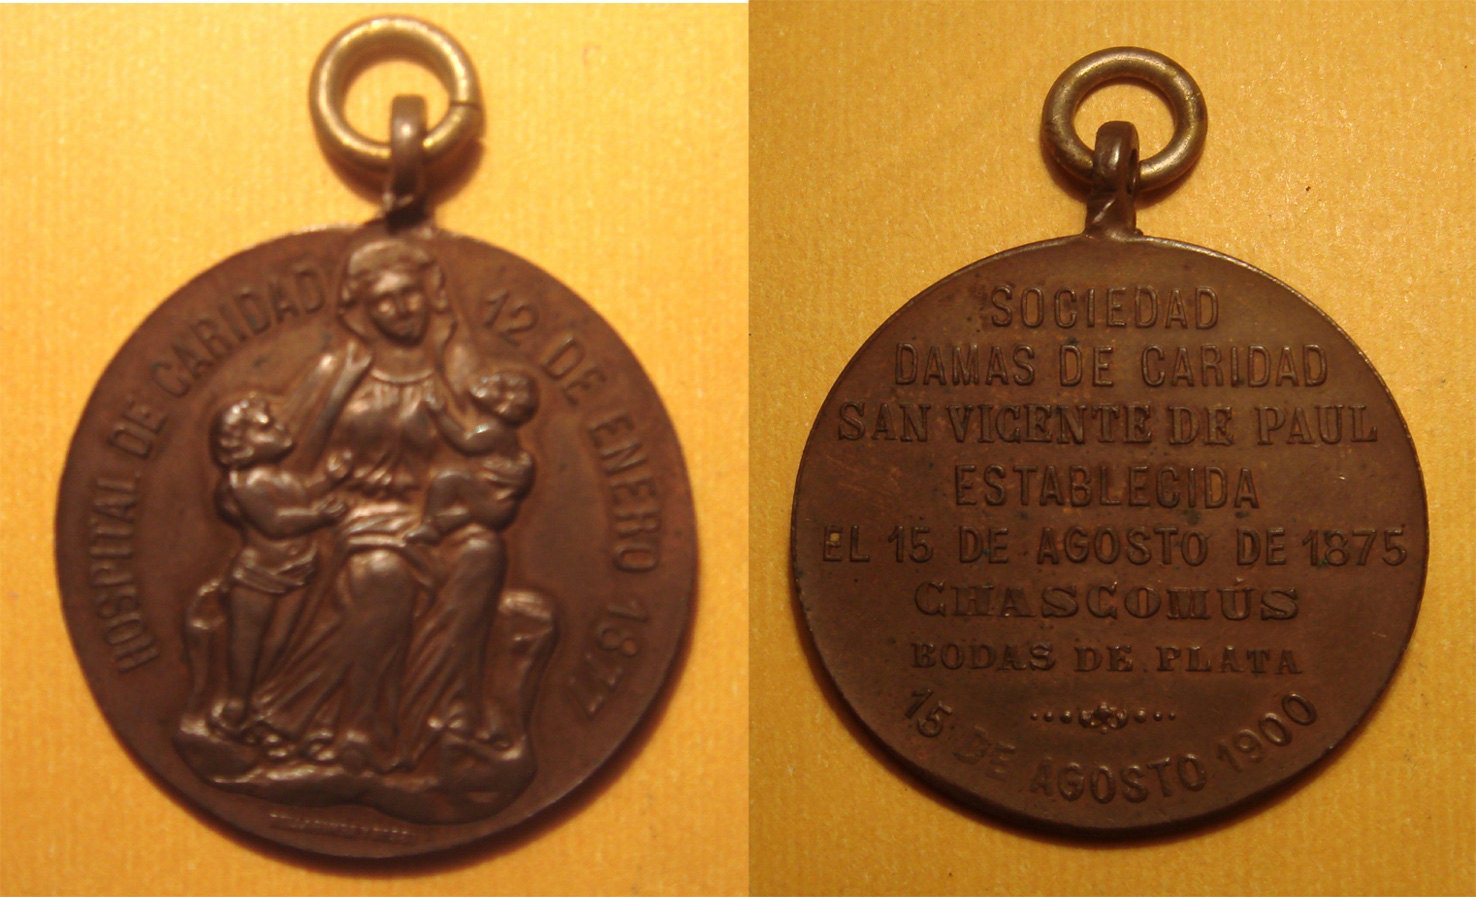 HOSPITAL DE CARIDAD 12 DE ENERO 1877
SOCIEDAD
DAMAS DE CARIDAD
SAN VICENTE DE PAUL
ESTABLECIDA
EL 15 DE AGOSTO DE 1875
CHASCOMÚS
BODAS DE PLATA
15 DE AGOSTO 1900